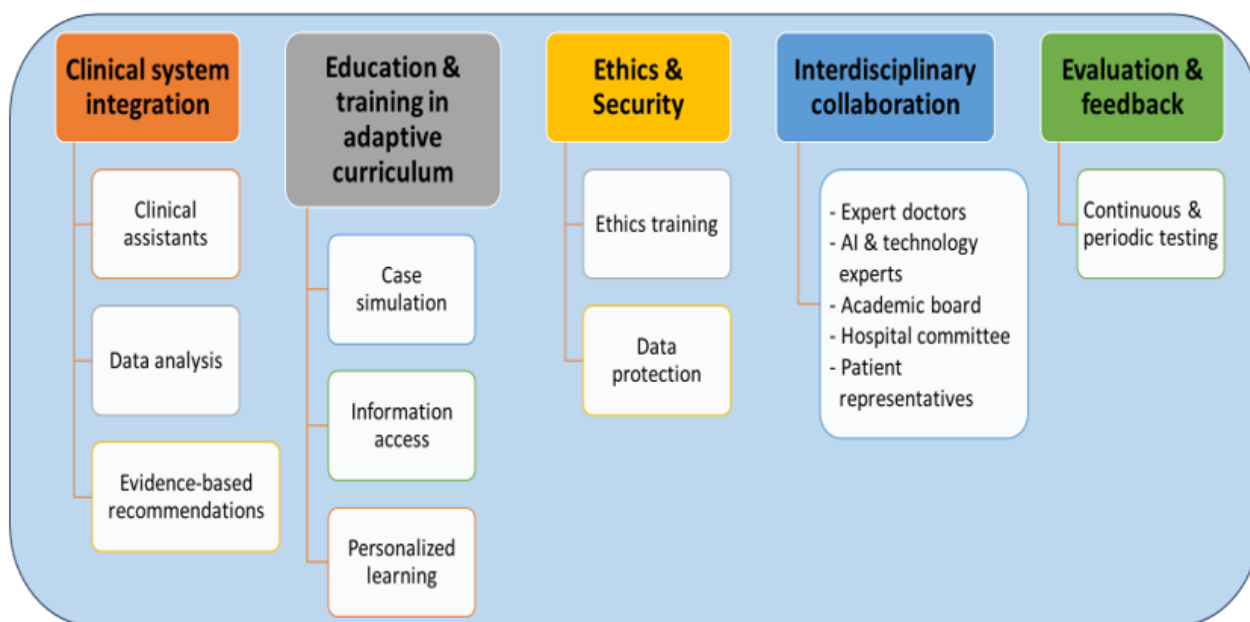 Clinical system
integration
Clinical
assistants
Data analysis
Evidence-based
recommendations
Education &
training in
adaptive
curriculum
Case
simulation
Information
access
Personalized
learning
Ethics &
Security
Ethics training
Data
protection
Interdisciplinary
collaboration
- Expert doctors
- AI & technology
experts
- Academic board
- Hospital committee
- Patient
representatives
Evaluation &
feedback
Continuous &
periodic testing